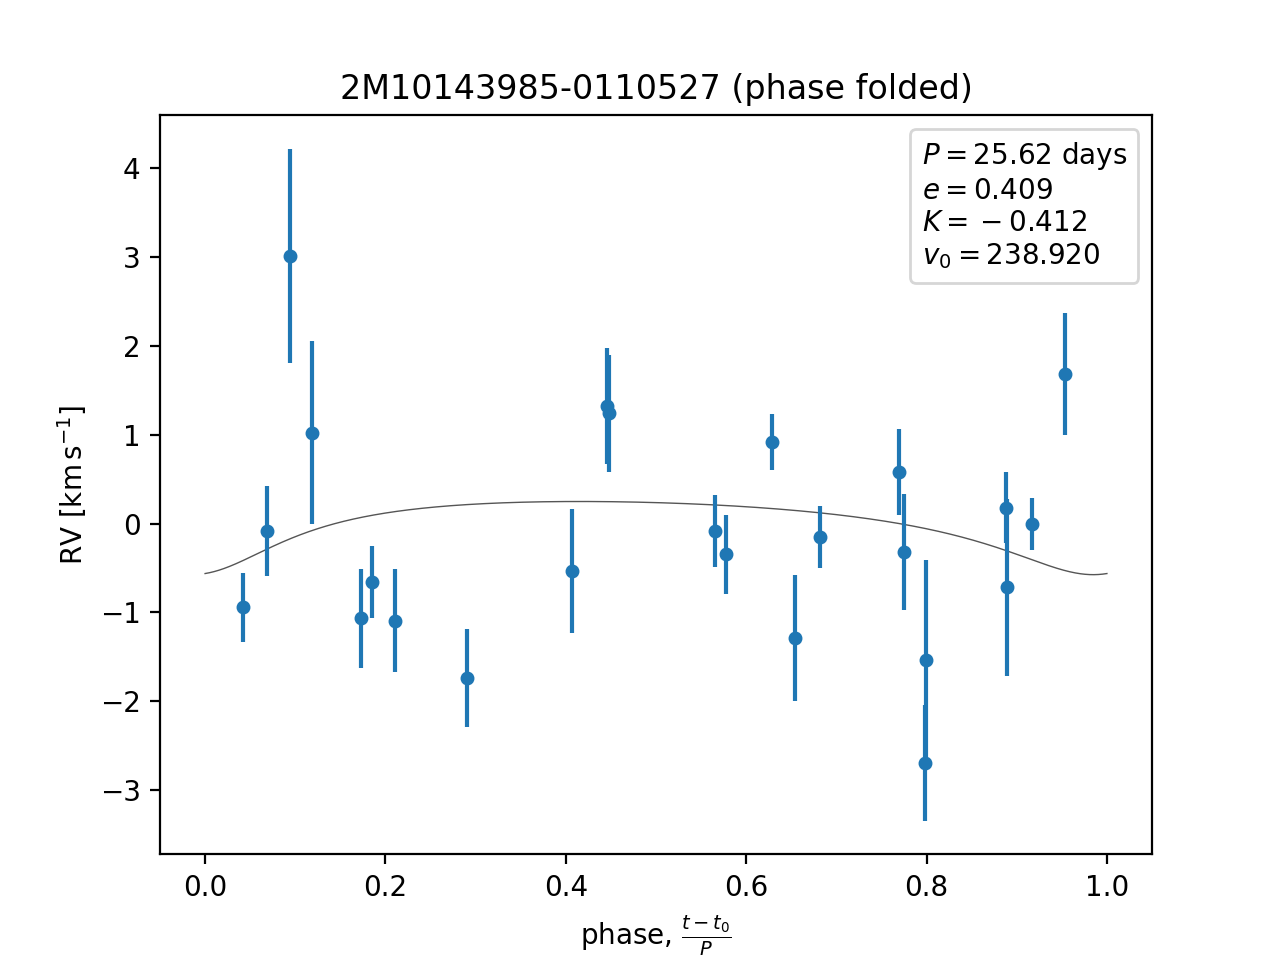 2M10143985-0110527 (phase folded)
P = 25.62 days
e = 0.409
K = −0.412
v₀ = 238.920
4
3
2
1
0
−1
−2
−3
RV [km s⁻¹]
0.0 0.2 0.4 0.6 0.8 1.0
phase, (t − t₀)/P